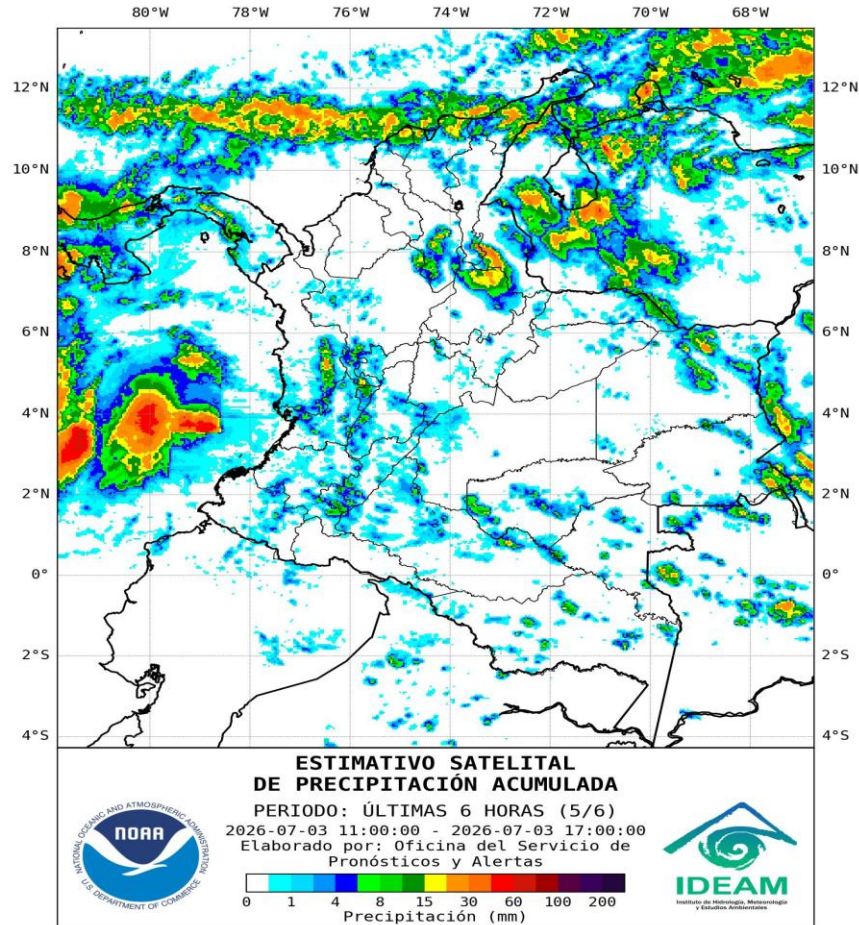 80°W 78°W 76°W 74°W 72°W 70°W 68°W
12°N 12°N
10°N 10°N
8°N 8°N
6°N 6°N
4°N 4°N
2°N 2°N
0° 0°
2°S 2°S
4°S 4°S
ESTIMATIVO SATELITAL
DE PRECIPITACIÓN ACUMULADA
PERIODO: ÚLTIMAS 6 HORAS (5/6)
2026-07-03 11:00:00 - 2026-07-03 17:00:00
Elaborado por: Oficina del Servicio de
Pronósticos y Alertas
0 1 4 8 15 30 60 100 200
Precipitación (mm)
NATIONAL OCEANIC AND ATMOSPHERIC ADMINISTRATION
NOAA
U.S. DEPARTMENT OF COMMERCE
IDEAM
Instituto de Hidrología, Meteorología
y Estudios Ambientales